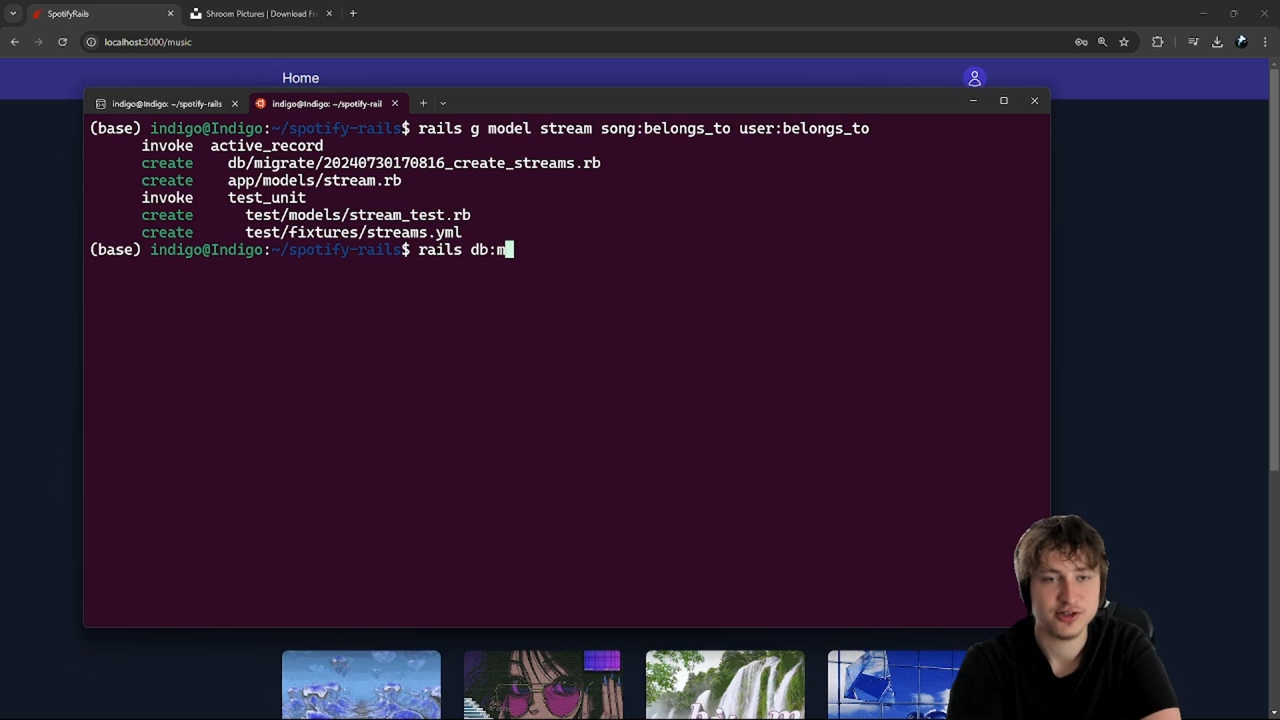 SpotifyRails
Shroom Pictures | Download Fr
localhost:3000/music
Home
indigo@Indigo: ~/spotify-rails
indigo@Indigo: ~/spotify-rail
(base) indigo@Indigo:~/spotify-rails$ rails g model stream song:belongs_to user:belongs_to
invoke active_record
create db/migrate/20240730170816_create_streams.rb
create app/models/stream.rb
invoke test_unit
create test/models/stream_test.rb
create test/fixtures/streams.yml
(base) indigo@Indigo:~/spotify-rails$ rails db:m